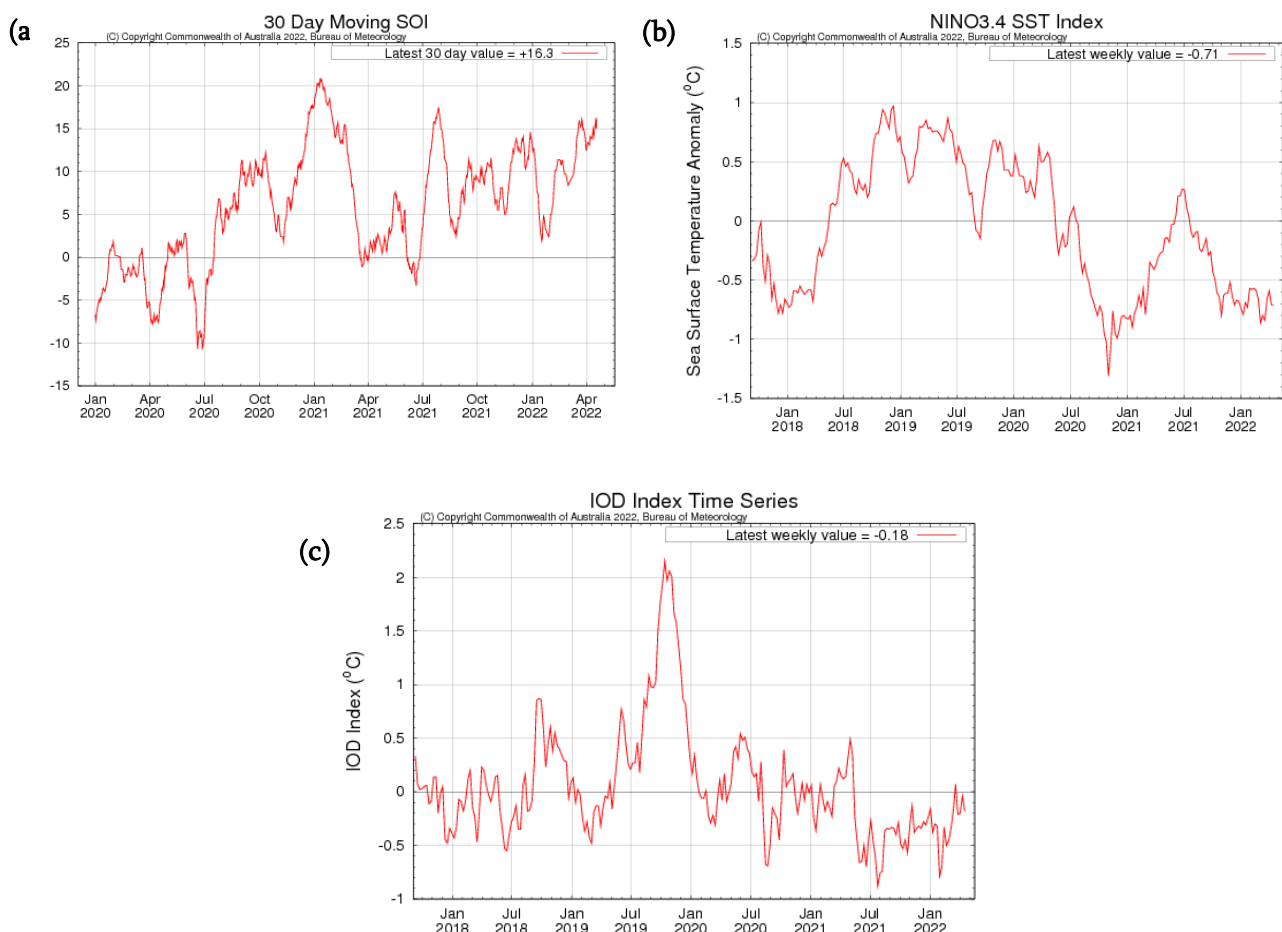 (a)
30 Day Moving SOI
(C) Copyright Commonwealth of Australia 2022, Bureau of Meteorology
Latest 30 day value = +16.3
25
20
15
10
5
0
-5
-10
-15
Jan 2020 Apr 2020 Jul 2020 Oct 2020 Jan 2021 Apr 2021 Jul 2021 Oct 2021 Jan 2022 Apr 2022
(b)
NINO3.4 SST Index
(C) Copyright Commonwealth of Australia 2022, Bureau of Meteorology
Latest weekly value = -0.71
Sea Surface Temperature Anomaly (⁰C)
1.5
1
0.5
0
-0.5
-1
-1.5
Jan 2018 Jul 2018 Jan 2019 Jul 2019 Jan 2020 Jul 2020 Jan 2021 Jul 2021 Jan 2022
(c)
IOD Index Time Series
(C) Copyright Commonwealth of Australia 2022, Bureau of Meteorology
Latest weekly value = -0.18
IOD Index (⁰C)
2.5
2
1.5
1
0.5
0
-0.5
-1
Jan 2018 Jul 2018 Jan 2019 Jul 2019 Jan 2020 Jul 2020 Jan 2021 Jul 2021 Jan 2022